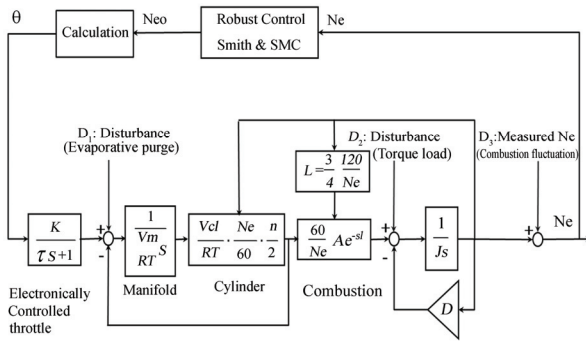 θ
Calculation
Neo
Robust Control
Smith & SMC
Ne
D1: Disturbance
(Evaporative purge)
D2: Disturbance
(Torque load)
D3:Measured Ne
(Combustion fluctuation)
L = 3/4 120/Ne
K / τ S+1
+
-
1 / Vm/RT S
Vcl/RT · Ne/60 · n/2
60/Ne Ae^-sl
+
-
1/Js
+
Ne
D
Electronically
Controlled
throttle
Manifold
Cylinder
Combustion